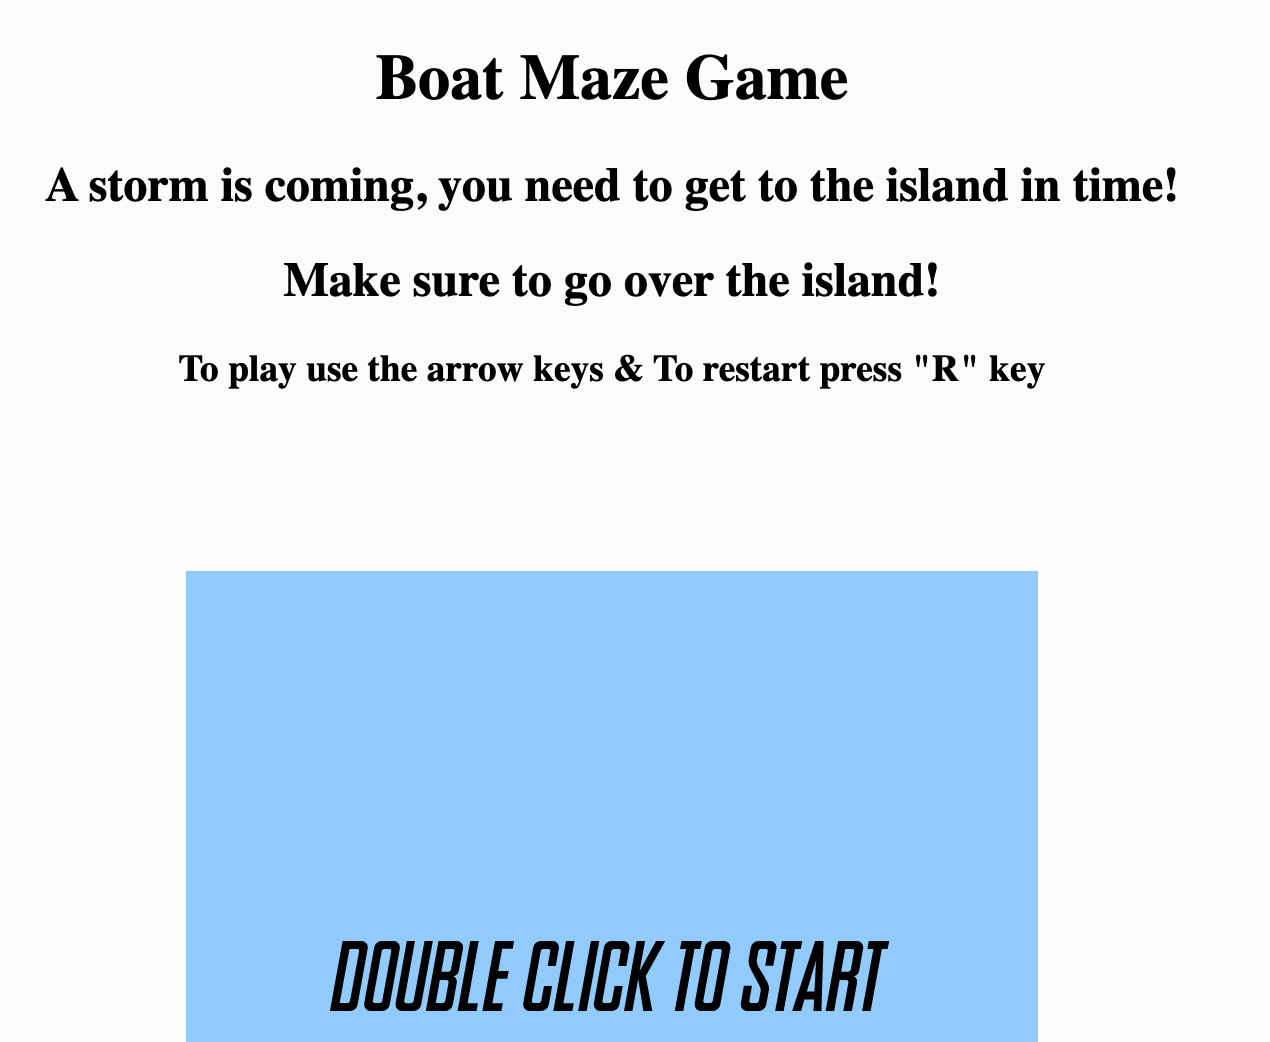 Boat Maze Game
A storm is coming, you need to get to the island in time!
Make sure to go over the island!
To play use the arrow keys & To restart press "R" key
DOUBLE CLICK TO START